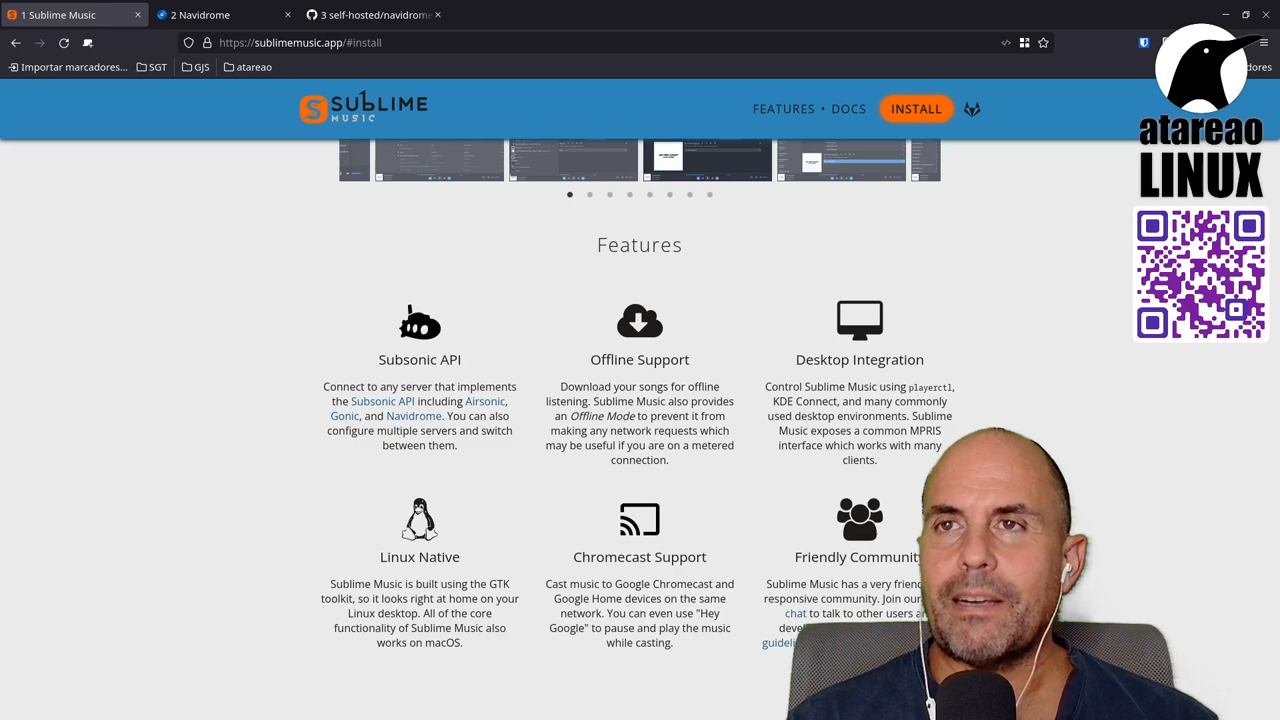 1 Sublime Music
2 Navidrome
3 self-hosted/navidrome
https://sublimemusic.app/#install
Importar marcadores...
SGT
GJS
atareao
SUBLIME
MUSIC
FEATURES • DOCS
INSTALL
atareao
LINUX
Features
Subsonic API
Connect to any server that implements
the Subsonic API including Airsonic,
Gonic, and Navidrome. You can also
configure multiple servers and switch
between them.
Offline Support
Download your songs for offline
listening. Sublime Music also provides
an Offline Mode to prevent it from
making any network requests which
may be useful if you are on a metered
connection.
Desktop Integration
Control Sublime Music using playerctl,
KDE Connect, and many commonly
used desktop environments. Sublime
Music exposes a common MPRIS
interface which works with many
clients.
Linux Native
Sublime Music is built using the GTK
toolkit, so it looks right at home on your
Linux desktop. All of the core
functionality of Sublime Music also
works on macOS.
Chromecast Support
Cast music to Google Chromecast and
Google Home devices on the same
network. You can even use "Hey
Google" to pause and play the music
while casting.
Friendly Community
Sublime Music has a very
responsive community. Join our
chat to talk to other users